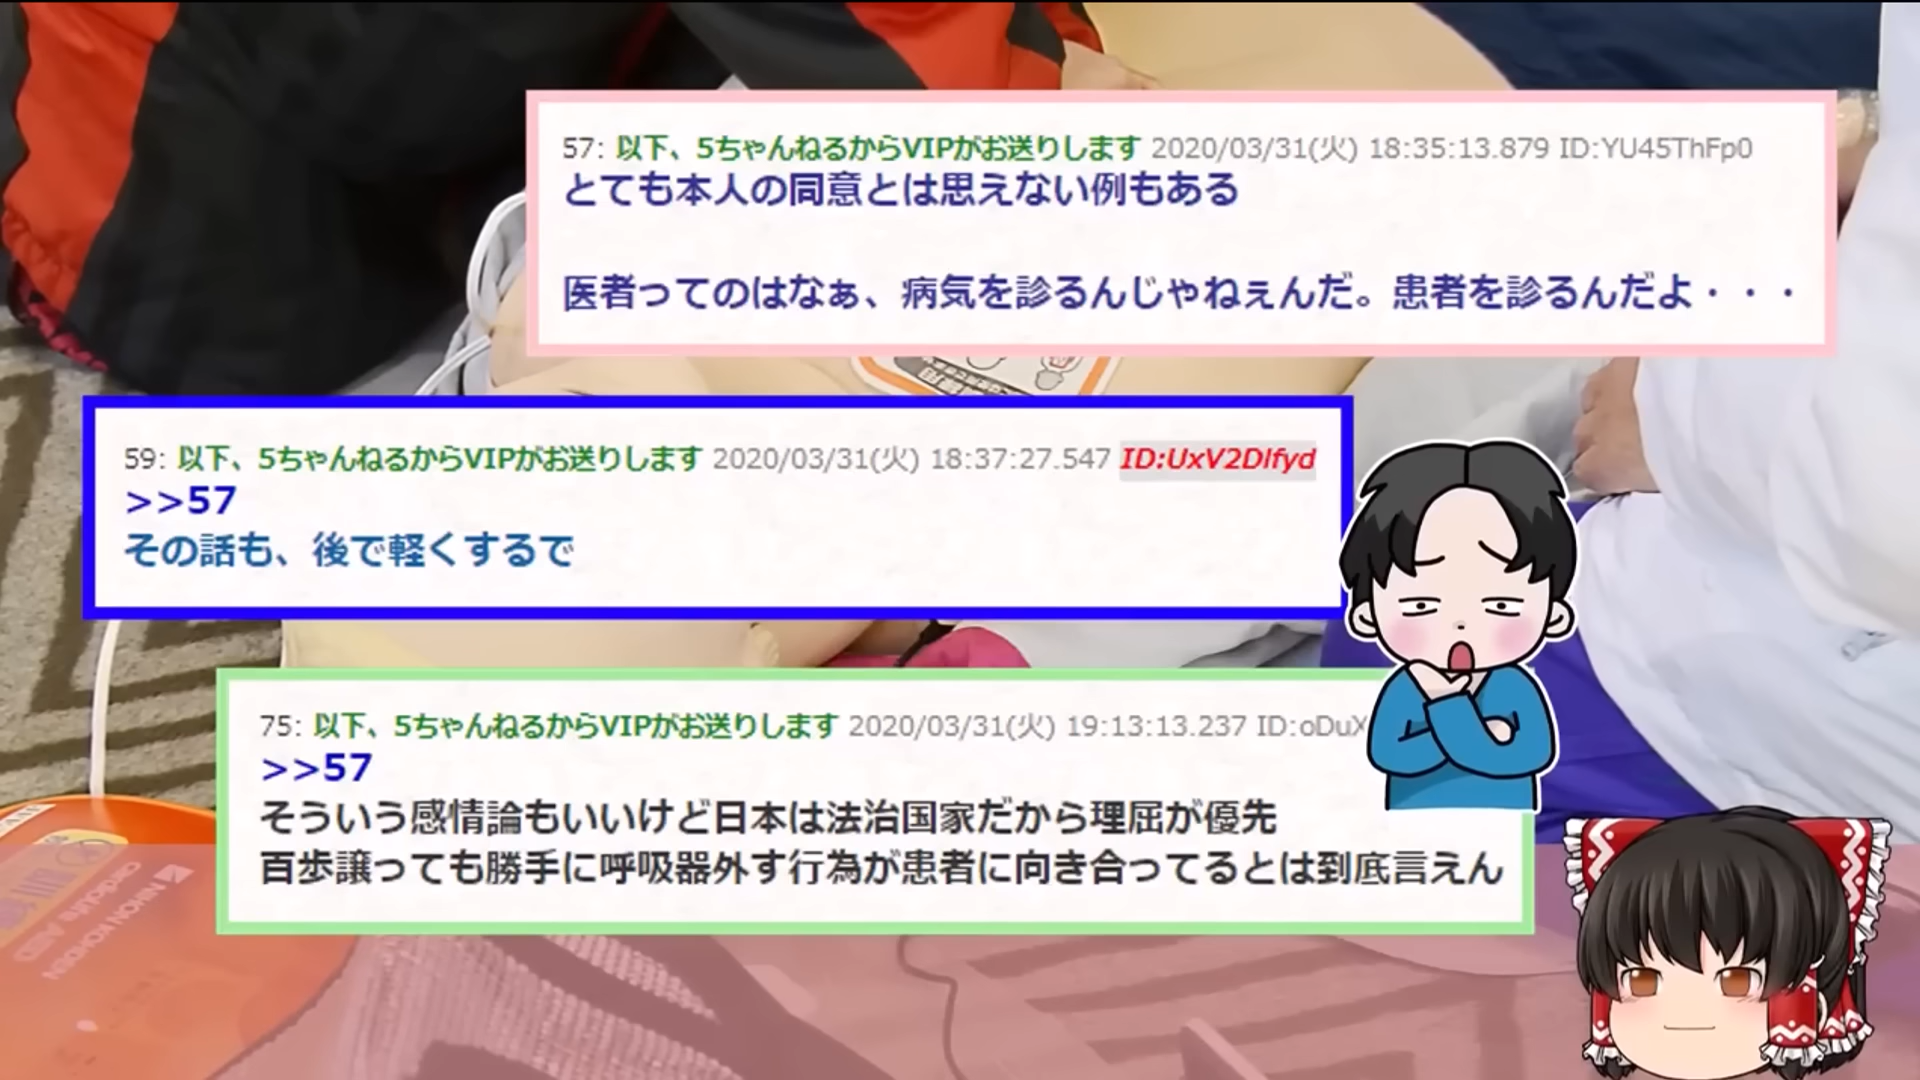 57: 以下、5ちゃんねるからVIPがお送りします 2020/03/31(火) 18:35:13.879 ID:YU45ThFp0
とても本人の同意とは思えない例もある
医者ってのはなぁ、病気を診るんじゃねぇんだ。患者を診るんだよ・・・
59: 以下、5ちゃんねるからVIPがお送りします 2020/03/31(火) 18:37:27.547 ID:UxV2Dlfyd
>>57
その話も、後で軽くするで
75: 以下、5ちゃんねるからVIPがお送りします 2020/03/31(火) 19:13:13.237 ID:oDuX
>>57
そういう感情論もいいけど日本は法治国家だから理屈が優先
百歩譲っても勝手に呼吸器外す行為が患者に向き合ってるとは到底言えん
NIHON KOHDEN
cardiolife AED